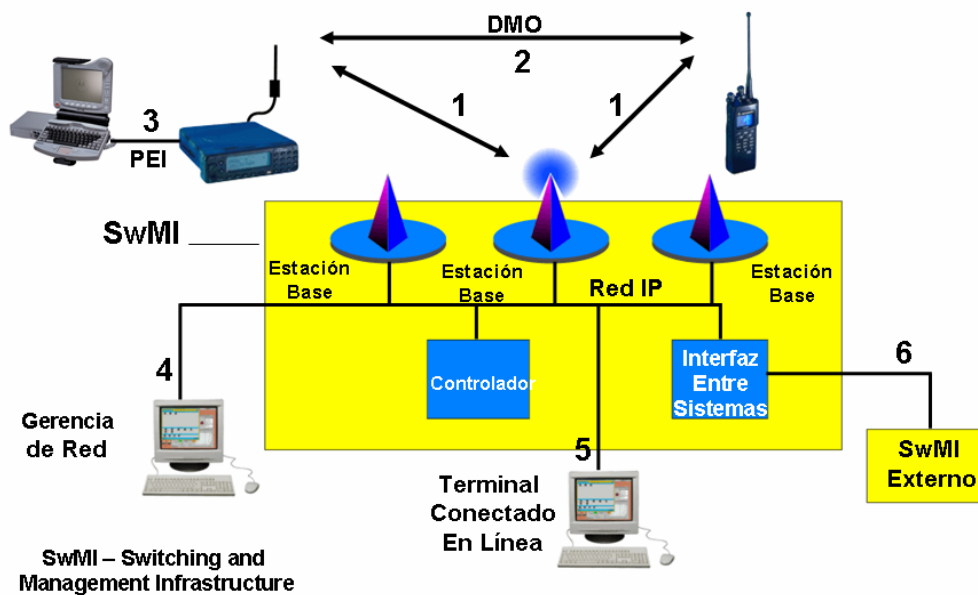 DMO
2
1
1
3
PEI
SwMI
Estación
Base
Estación
Base
Red IP
Estación
Base
4
Controlador
Interfaz
Entre
Sistemas
6
Gerencia
de Red
5
Terminal
Conectado
En Línea
SwMI
Externo
SwMI – Switching and
Management Infrastructure